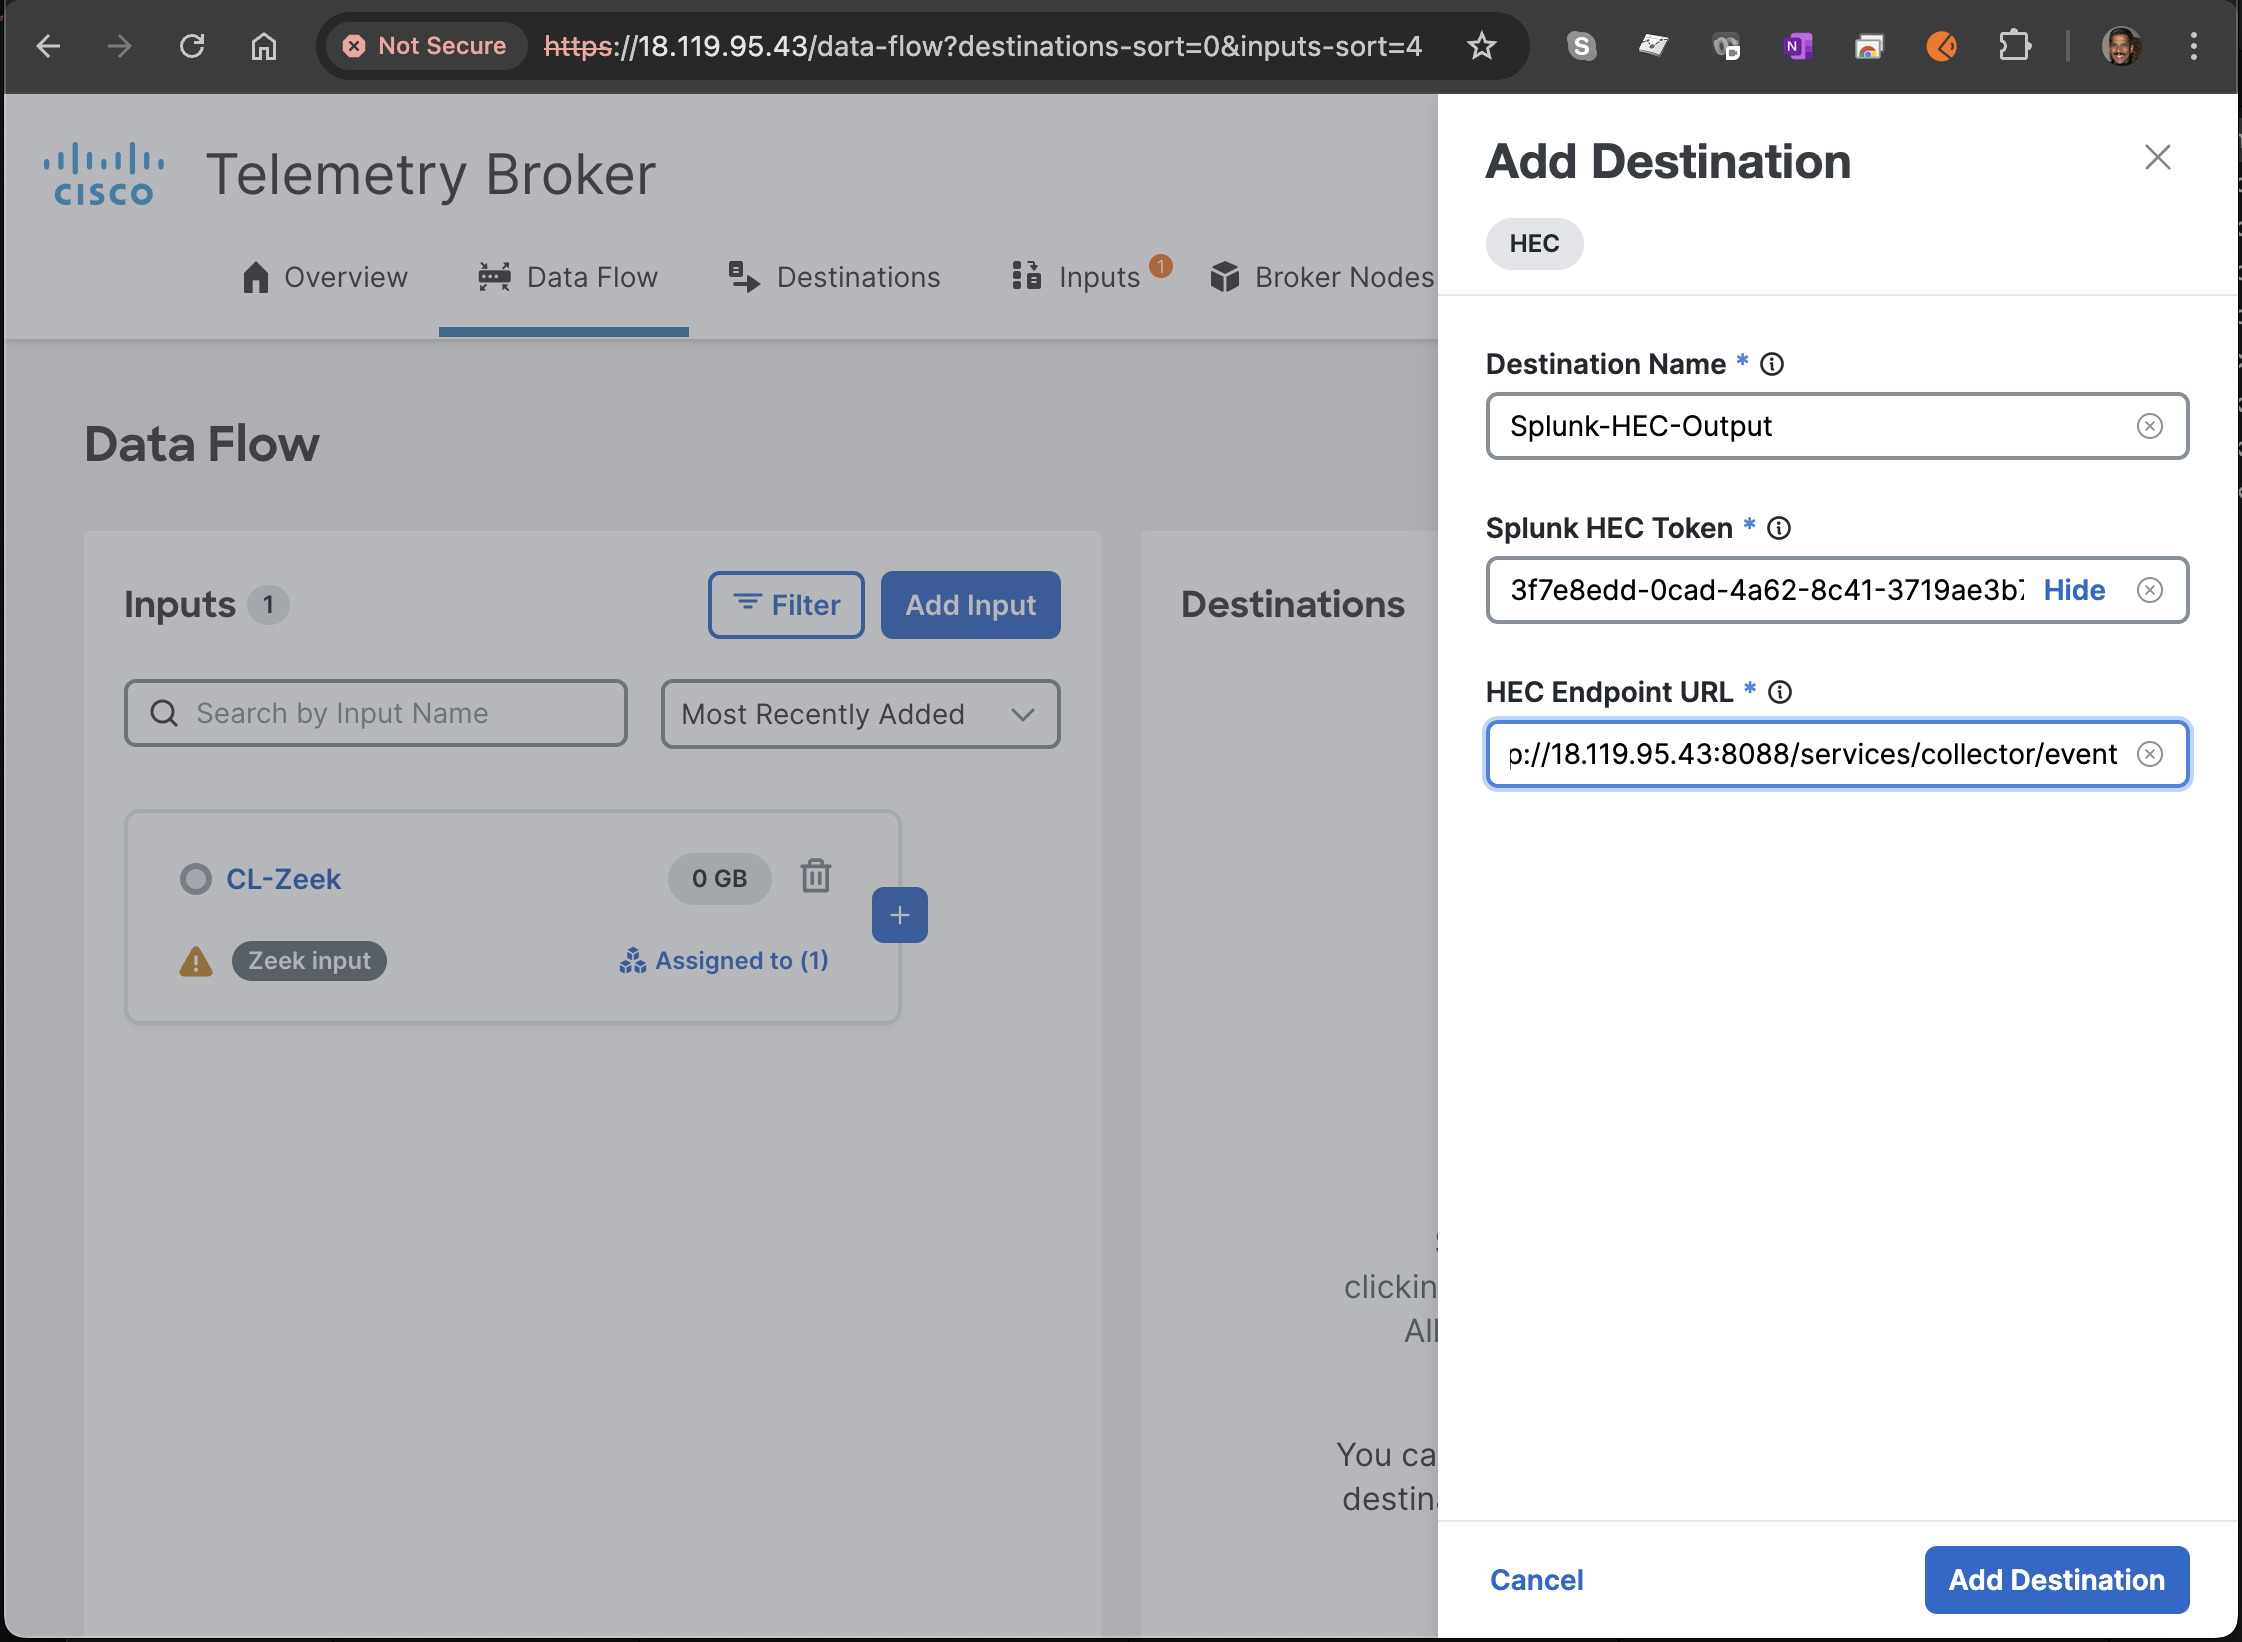 Not Secure https://18.119.95.43/data-flow?destinations-sort=0&inputs-sort=4
CISCO Telemetry Broker
Overview Data Flow Destinations Inputs 1 Broker Nodes
Data Flow
Inputs 1 Filter Add Input
Search by Input Name Most Recently Added
CL-Zeek 0 GB
+
Zeek input Assigned to (1)
Destinations
clickin
All
You ca
destin
Add Destination
HEC
Destination Name *
Splunk-HEC-Output
Splunk HEC Token *
3f7e8edd-0cad-4a62-8c41-3719ae3b7 Hide
HEC Endpoint URL *
p://18.119.95.43:8088/services/collector/event
Cancel Add Destination